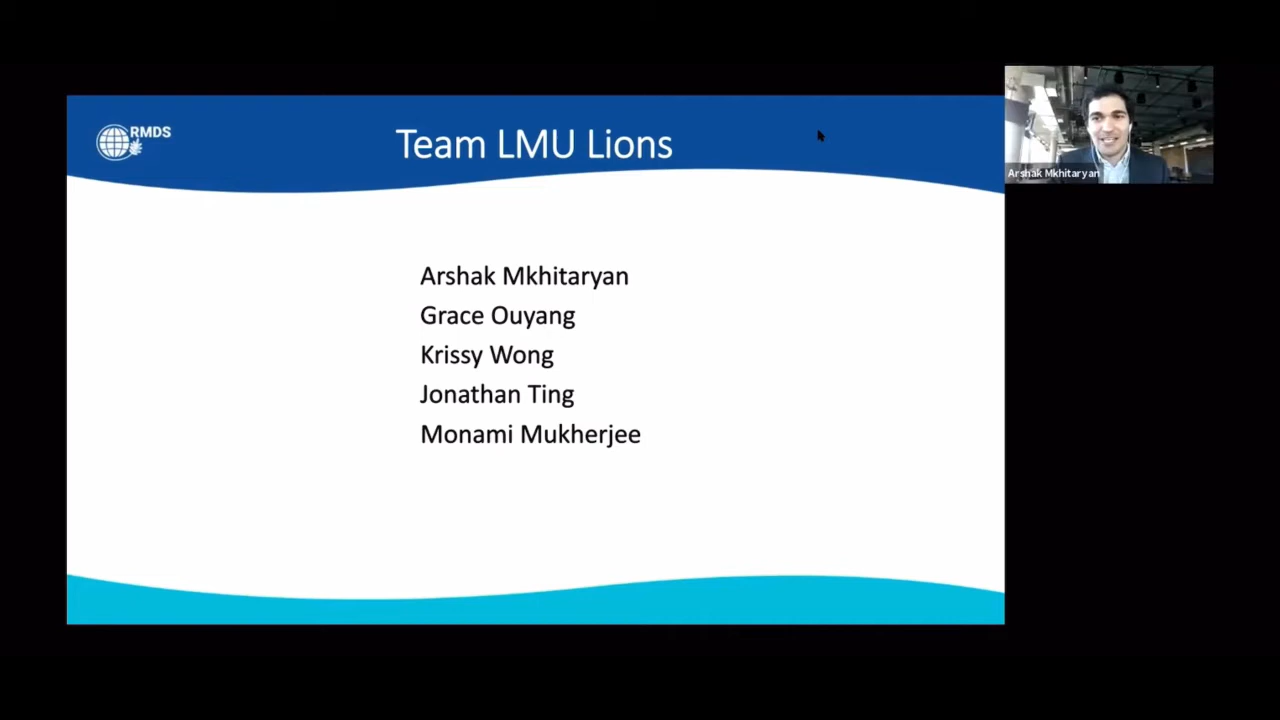 RMDS
Team LMU Lions
Arshak Mkhitaryan
Arshak Mkhitaryan
Grace Ouyang
Krissy Wong
Jonathan Ting
Monami Mukherjee